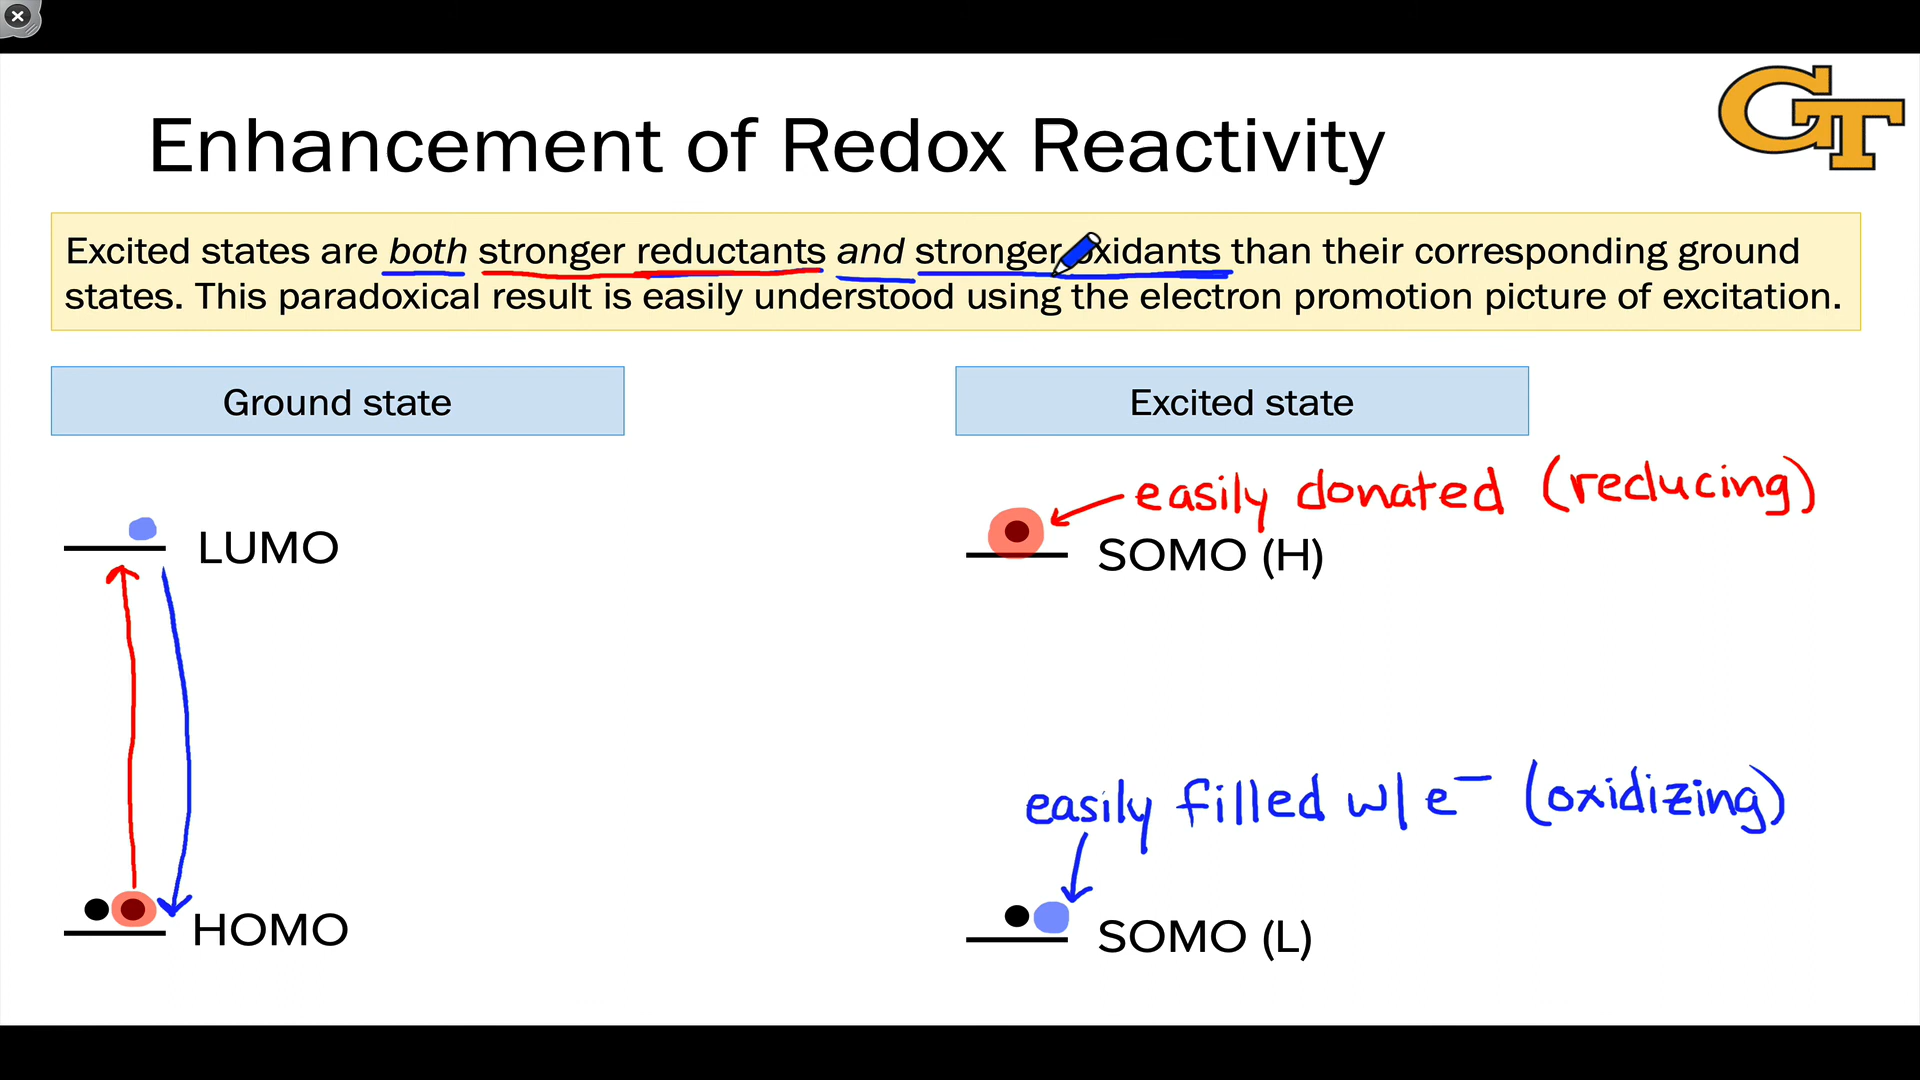 GT
Enhancement of Redox Reactivity
Excited states are both stronger reductants and stronger oxidants than their corresponding ground
states. This paradoxical result is easily understood using the electron promotion picture of excitation.
Ground state
Excited state
easily donated (reducing)
LUMO
SOMO (H)
easily filled w/ e⁻ (oxidizing)
HOMO
SOMO (L)